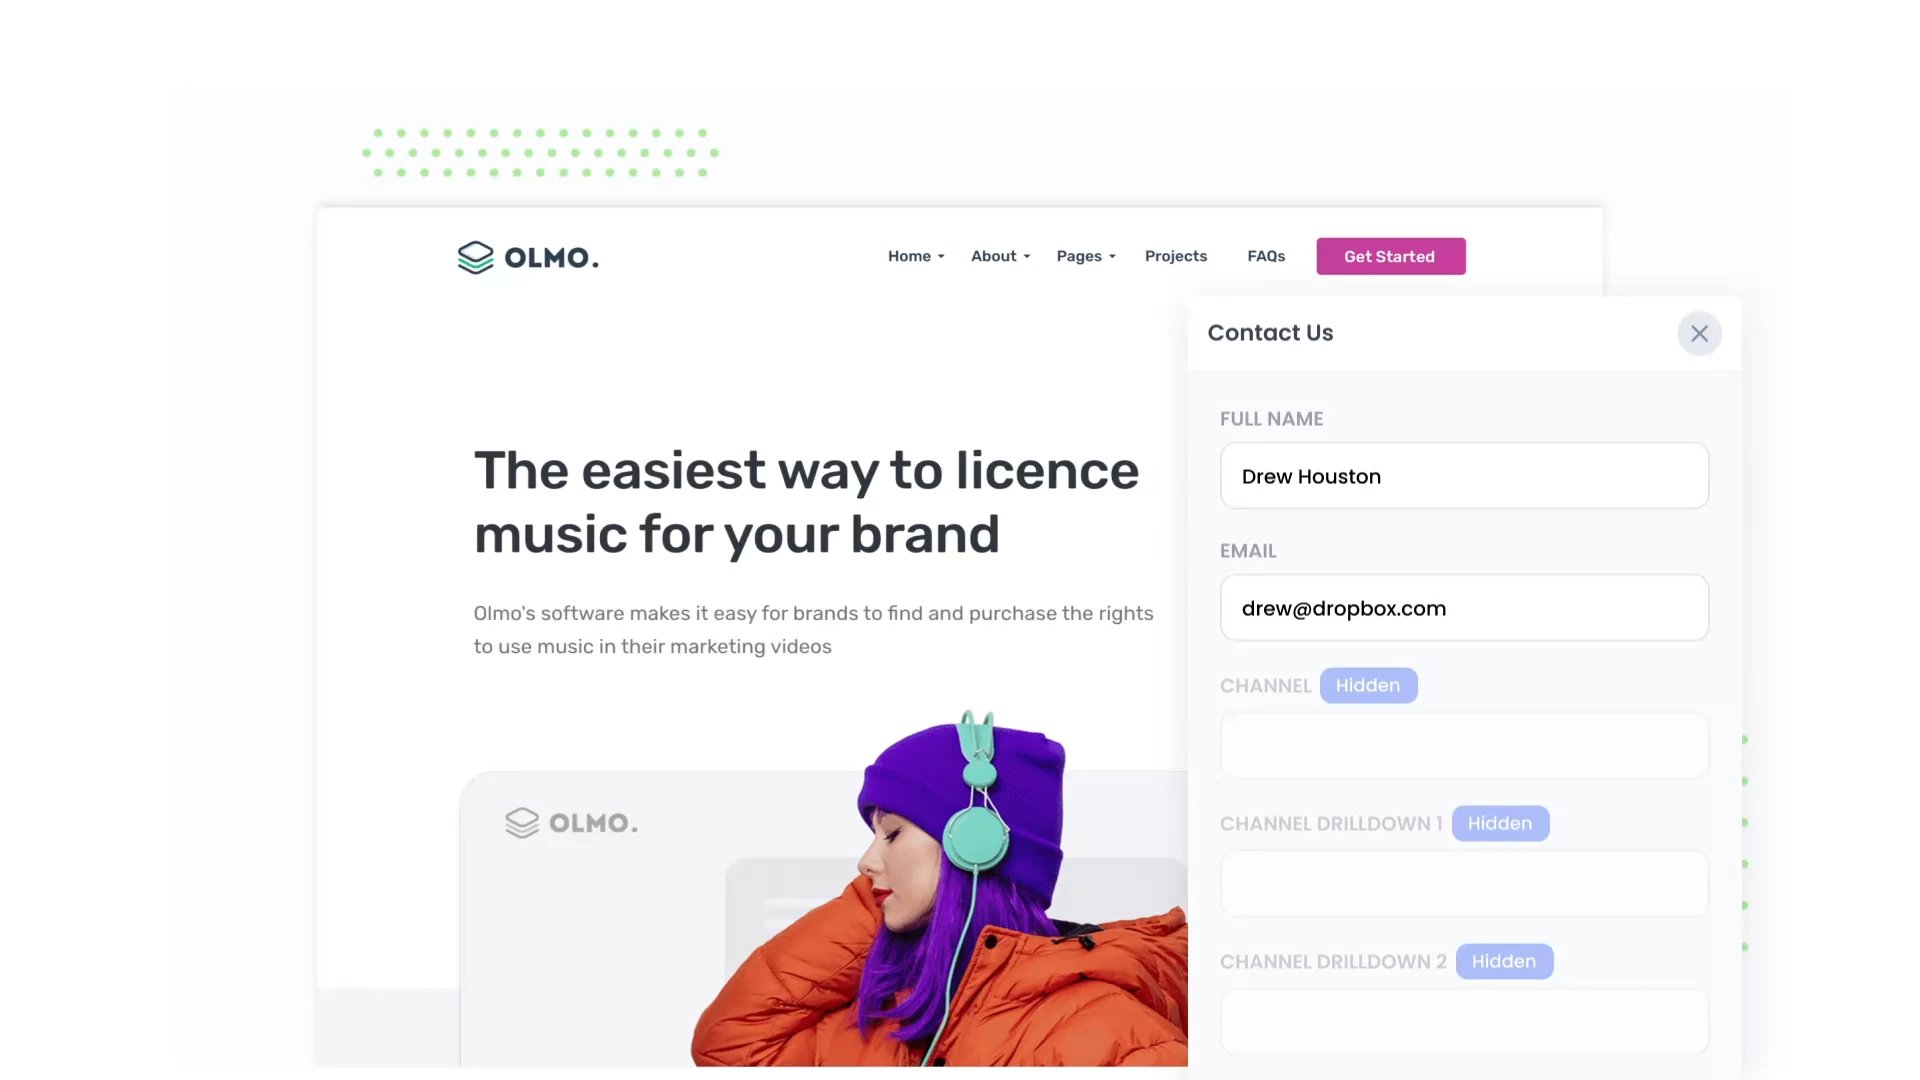 OLMO.
Home
About
Pages
Projects
FAQs
Get Started
The easiest way to licence
music for your brand
Olmo's software makes it easy for brands to find and purchase the rights
to use music in their marketing videos
OLMO.
Contact Us
FULL NAME
Drew Houston
EMAIL
drew@dropbox.com
CHANNEL Hidden
CHANNEL DRILLDOWN 1 Hidden
CHANNEL DRILLDOWN 2 Hidden